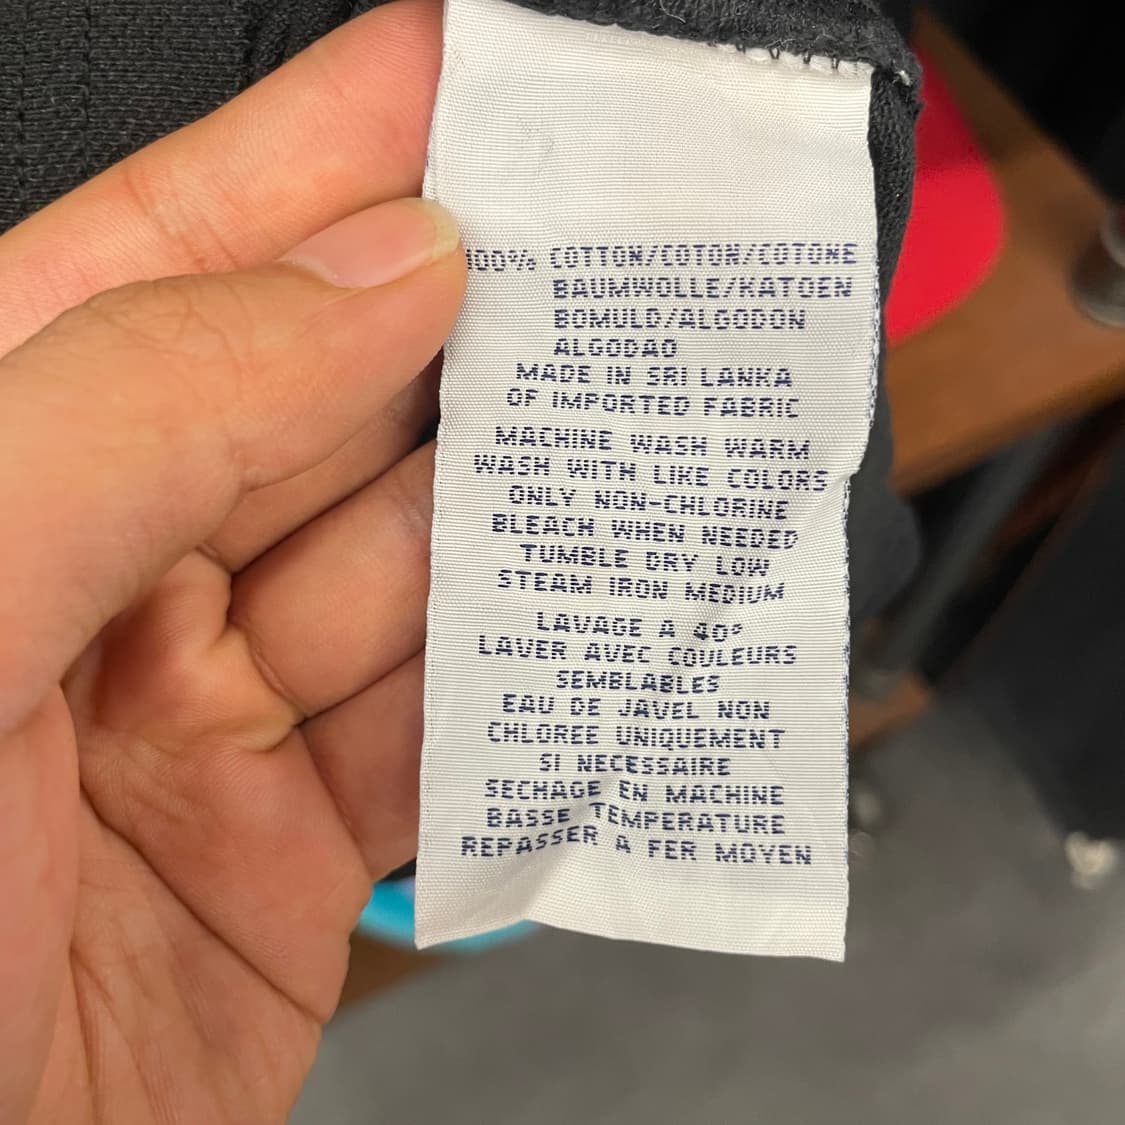 100% COTTON/COTON/COTONE
BAUMWOLLE/KATOEN
BOMULD/ALGODON
ALGODAO
MADE IN SRI LANKA
OF IMPORTED FABRIC
MACHINE WASH WARM
WASH WITH LIKE COLORS
ONLY NON-CHLORINE
BLEACH WHEN NEEDED
TUMBLE DRY LOW
STEAM IRON MEDIUM
LAVAGE A 40°
LAVER AVEC COULEURS
SEMBLABLES
EAU DE JAVEL NON
CHLOREE UNIQUEMENT
SI NECESSAIRE
SECHAGE EN MACHINE
BASSE TEMPERATURE
REPASSER A FER MOYEN